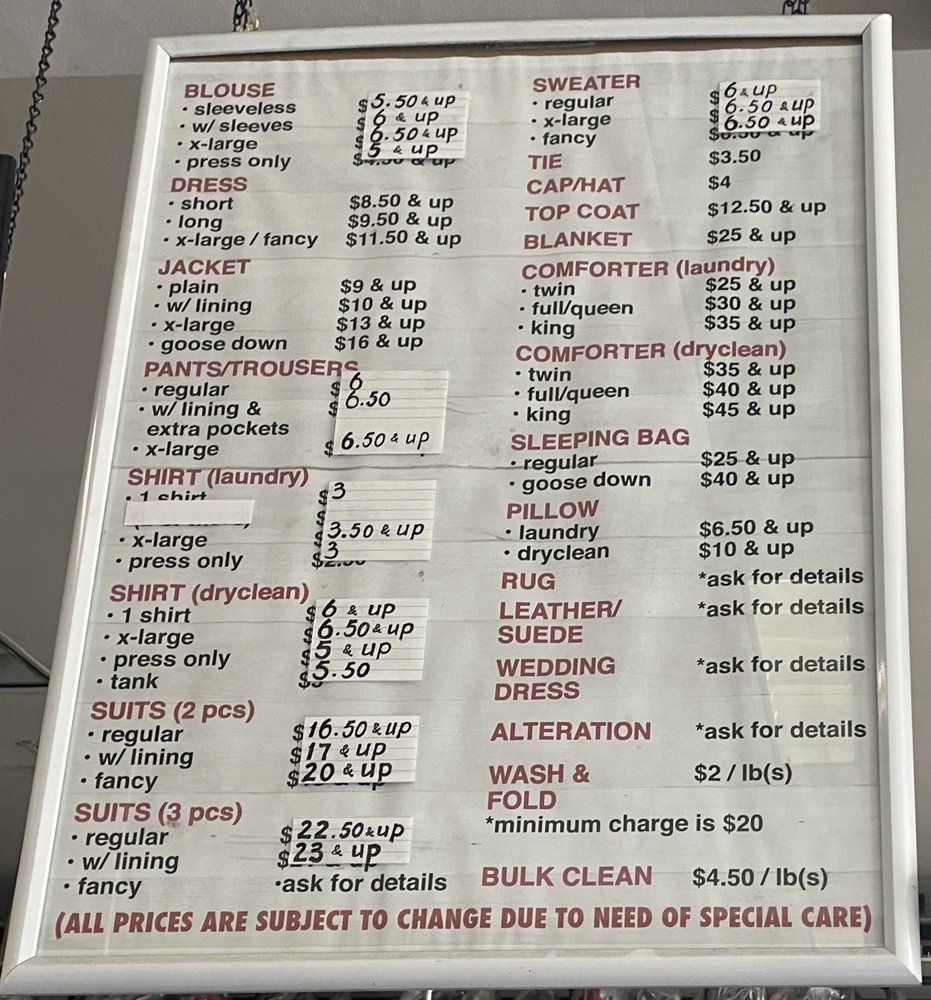 BLOUSE
• sleeveless $5.50 & up
• w/ sleeves $6 & up
• x-large $6.50 & up
• press only $5 & up
DRESS
• short $8.50 & up
• long $9.50 & up
• x-large / fancy $11.50 & up
JACKET
• plain $9 & up
• w/ lining $10 & up
• x-large $13 & up
• goose down $16 & up
PANTS/TROUSERS
• regular $6
• w/ lining & $6.50
extra pockets
• x-large $6.50 & up
SHIRT (laundry)
• 1 shirt $3
• x-large $3.50 & up
• press only $3
SHIRT (dryclean)
• 1 shirt $6 & up
• x-large $6.50 & up
• press only $5 & up
• tank $5.50
SUITS (2 pcs)
• regular $16.50 & up
• w/ lining $17 & up
• fancy $20 & up
SUITS (3 pcs)
• regular $22.50 & up
• w/ lining $23 & up
• fancy •ask for details
SWEATER
• regular $6 & up
• x-large $6.50 & up
• fancy $6.50 & up
TIE $3.50
CAP/HAT $4
TOP COAT $12.50 & up
BLANKET $25 & up
COMFORTER (laundry)
• twin $25 & up
• full/queen $30 & up
• king $35 & up
COMFORTER (dryclean)
• twin $35 & up
• full/queen $40 & up
• king $45 & up
SLEEPING BAG
• regular $25 & up
• goose down $40 & up
PILLOW
• laundry $6.50 & up
• dryclean $10 & up
RUG *ask for details
LEATHER/ *ask for details
SUEDE
WEDDING *ask for details
DRESS
ALTERATION *ask for details
WASH & $2 / lb(s)
FOLD
*minimum charge is $20
BULK CLEAN $4.50 / lb(s)
(ALL PRICES ARE SUBJECT TO CHANGE DUE TO NEED OF SPECIAL CARE)